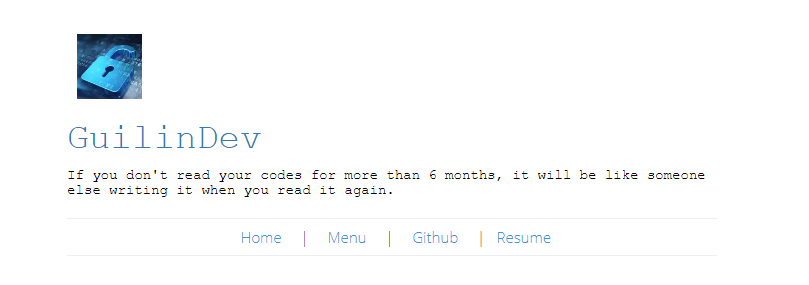 GuilinDev
If you don't read your codes for more than 6 months, it will be like someone
else writing it when you read it again.
Home | Menu | Github | Resume